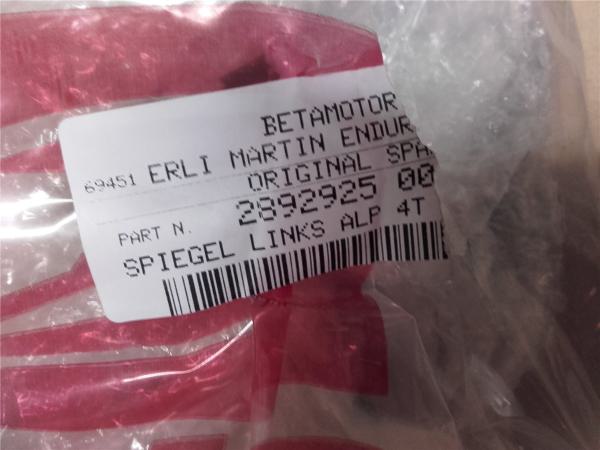 BETAMOTOR
69451 ERLI MARTIN ENDUR
ORIGINAL SPA
PART N. 2892925 00
SPIEGEL LINKS ALP 4T